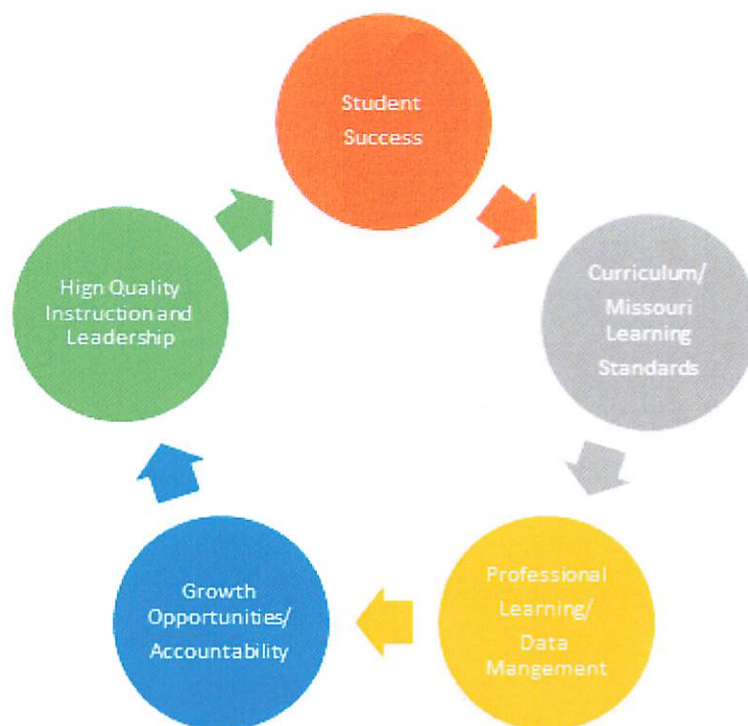 Student
Success
Curriculum/
Missouri
Learning
Standards
Professional
Learning/
Data
Mangement
Growth
Opportunities/
Accountability
Hign Quality
Instruction and
Leadership